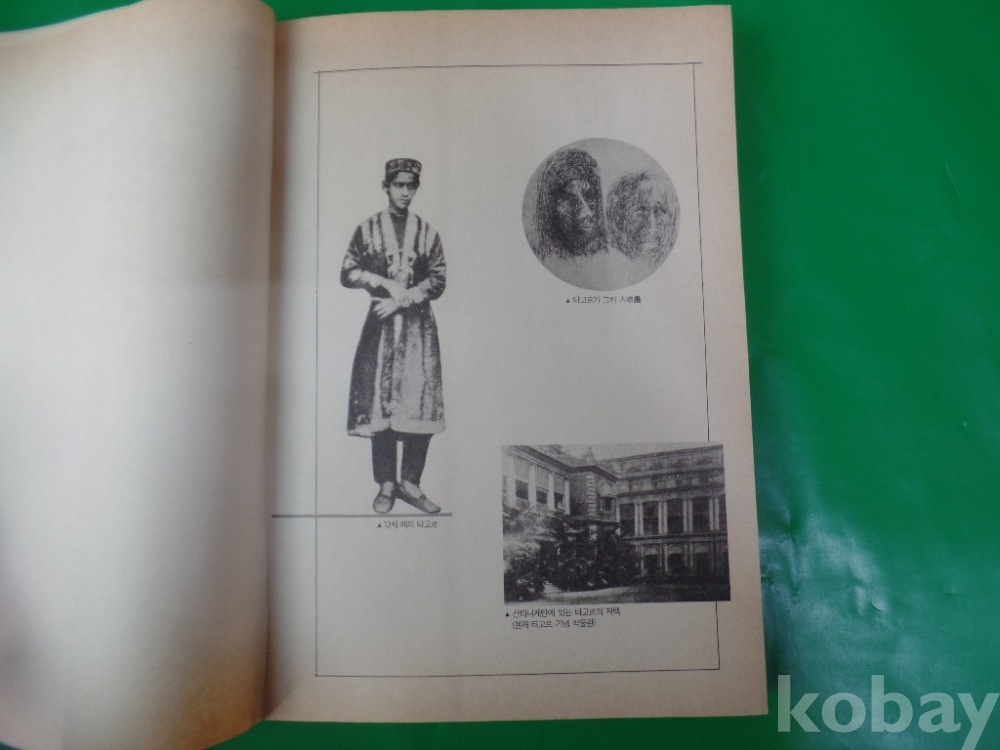 ▲ 타고르가 그린 人物畵
▲ 12세 때의 타고르
▲ 산티니케탄에 있는 타고르의 저택.
(현재 타고르 기념 박물관)
kobay